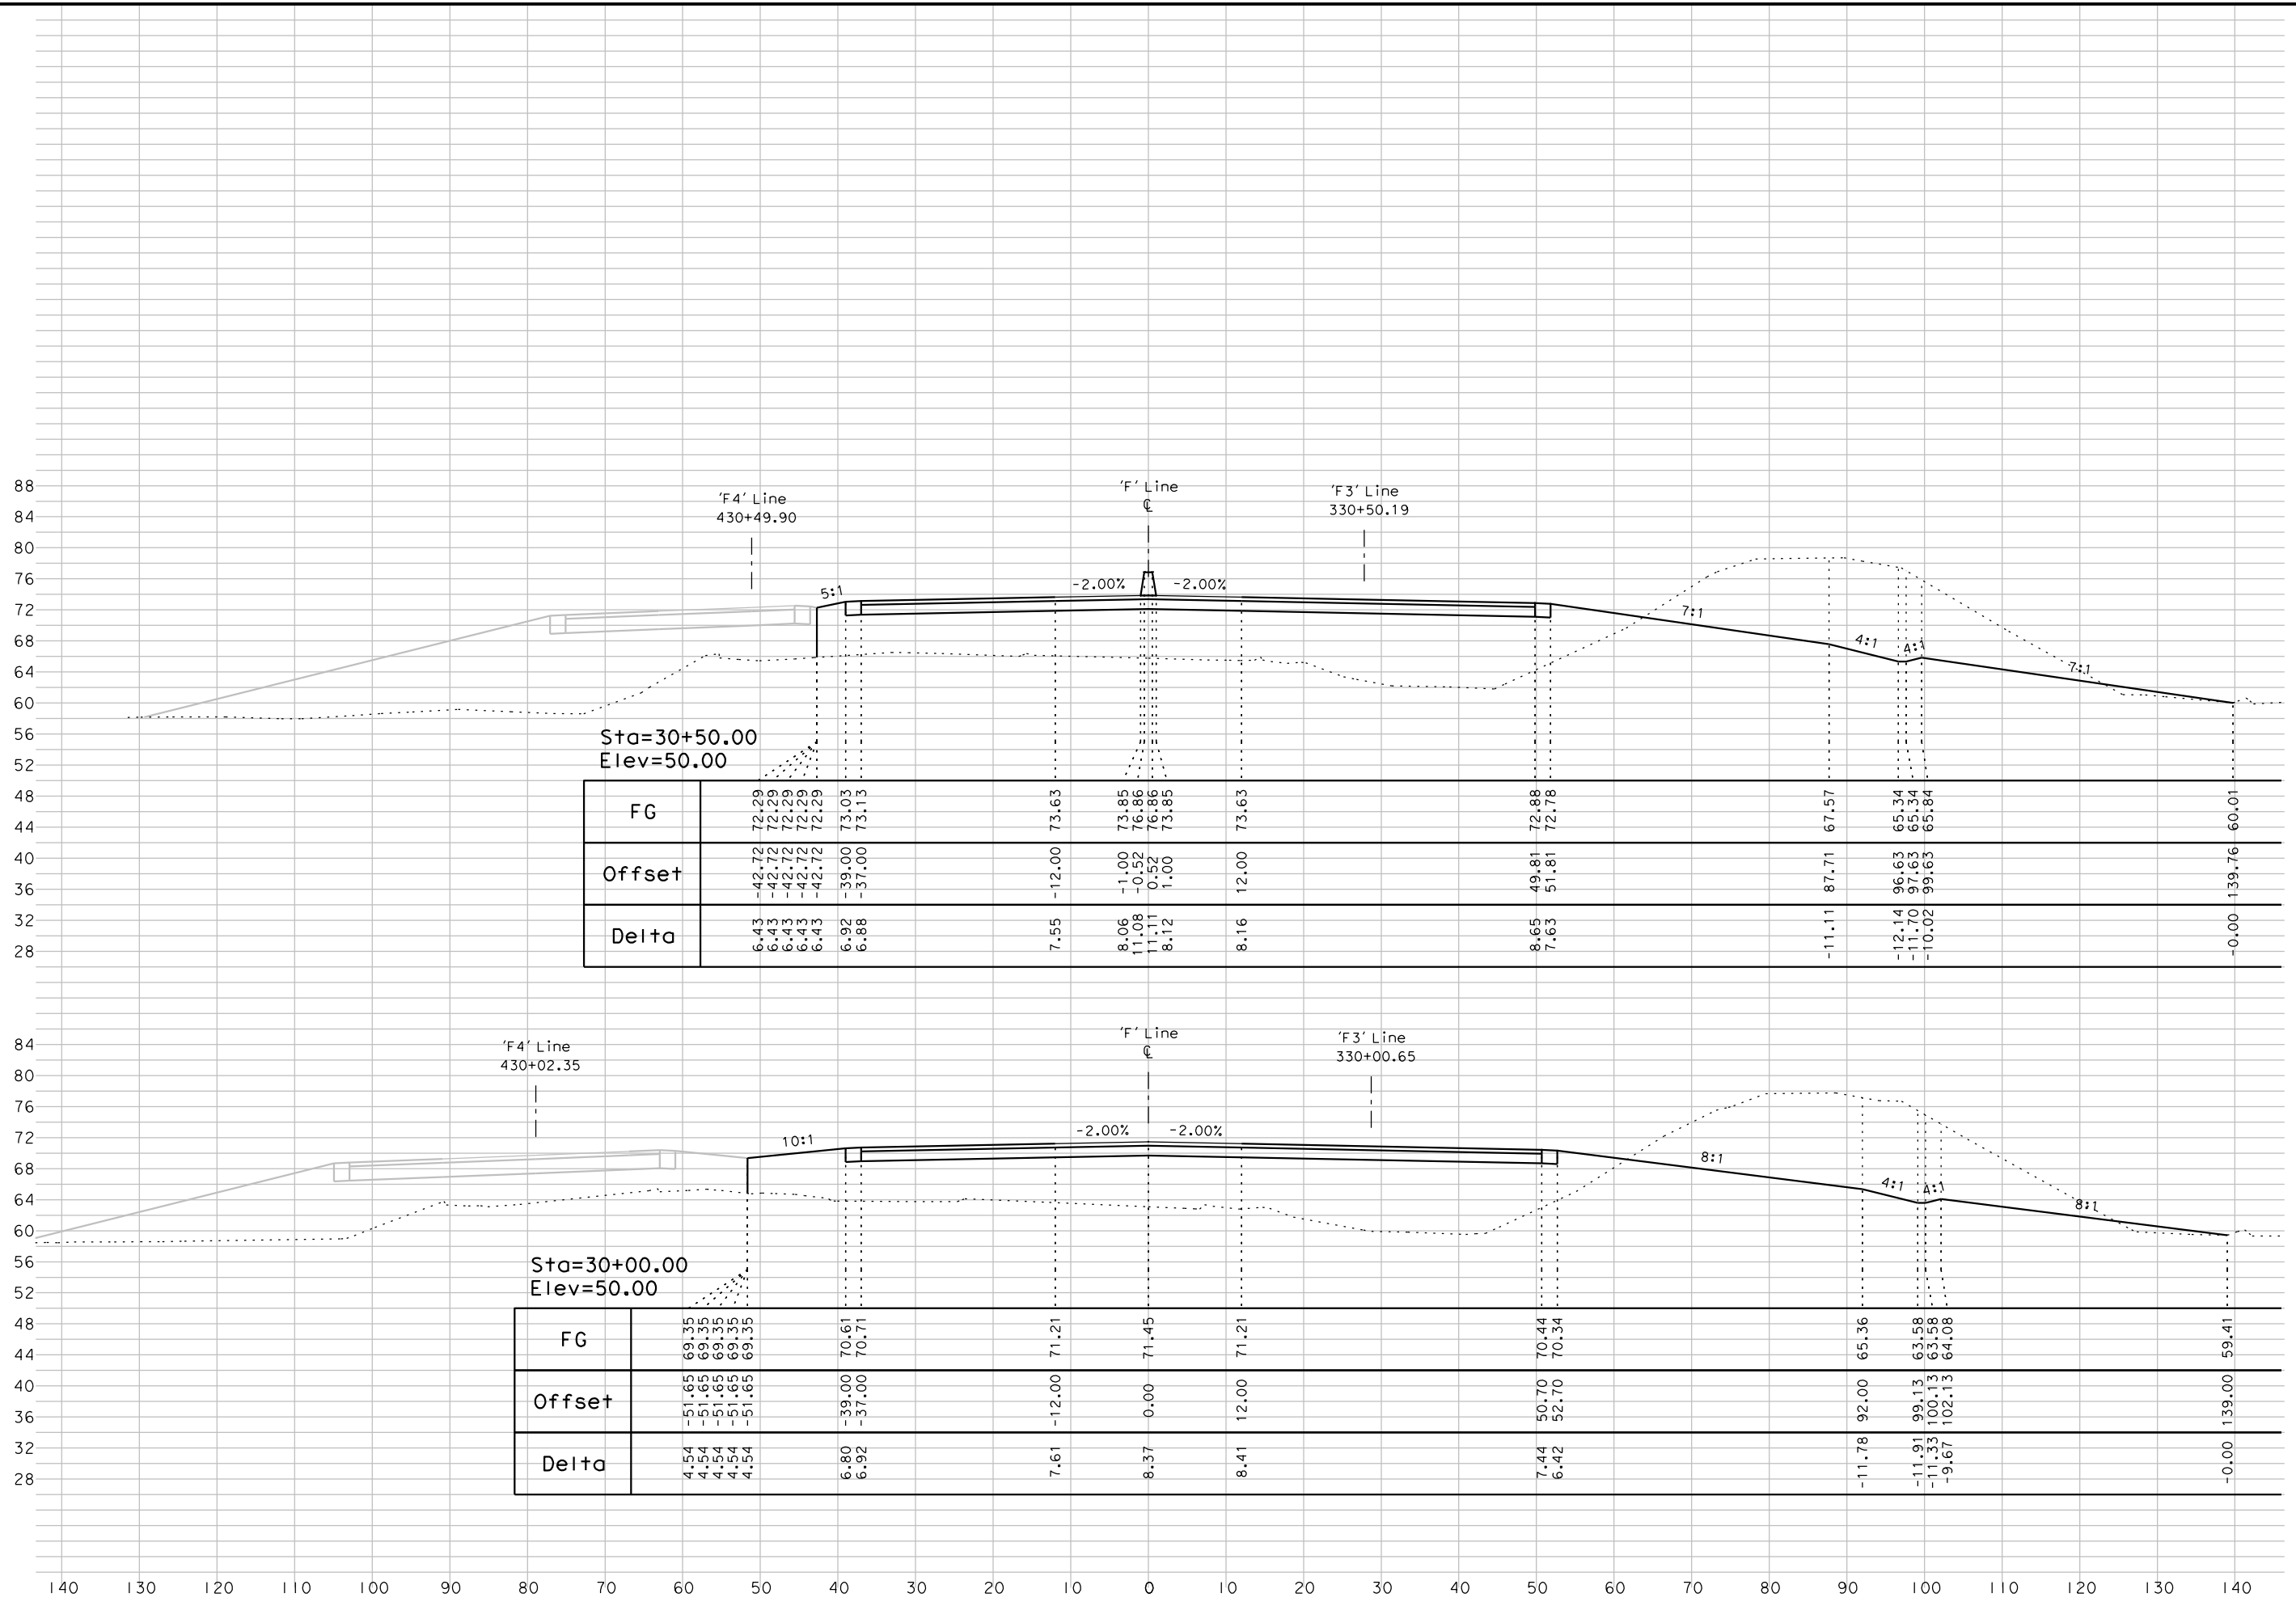 88
'F4' Line
430+49.90
'F' Line
℄
'F3' Line
330+50.19
84
80
76
5:1
-2.00%
-2.00%
72
7:1
68
4:1
4:1
64
7:1
60
56
Sta=30+50.00
Elev=50.00
52
48
44
FG
72.29 72.29 72.29 72.29 72.29 73.03 73.13 73.63 73.85 76.86 76.86 73.85 73.63 72.88 72.78 67.57 65.34 65.34 65.84 60.01
40
36
Offset
-42.72 -42.72 -42.72 -42.72 -42.72 -39.00 -37.00 -12.00 -1.00 -0.52 0.52 1.00 12.00 49.81 51.81 87.71 96.63 97.63 99.63 139.76
32
28
Delta
6.43 6.43 6.43 6.43 6.43 6.92 6.88 7.55 8.06 11.08 11.11 8.12 8.16 8.65 7.63 -11.11 -12.14 -11.70 -10.02 -0.00
84
'F4' Line
430+02.35
'F' Line
℄
'F3' Line
330+00.65
80
76
72
10:1
-2.00%
-2.00%
68
8:1
64
4:1
4:1
60
8:1
56
Sta=30+00.00
Elev=50.00
52
48
44
FG
69.35 69.35 69.35 69.35 69.35 70.61 70.71 71.21 71.45 71.21 70.44 70.34 65.36 63.58 63.58 64.08 59.41
40
36
Offset
-51.65 -51.65 -51.65 -51.65 -51.65 -39.00 -37.00 -12.00 0.00 12.00 50.70 52.70 92.00 99.13 100.13 102.13 139.00
32
28
Delta
4.54 4.54 4.54 4.54 4.54 6.80 6.92 7.61 8.37 8.41 7.44 6.42 -11.78 -11.91 -11.33 -9.67 -0.00
140 130 120 110 100 90 80 70 60 50 40 30 20 10 0 10 20 30 40 50 60 70 80 90 100 110 120 130 140